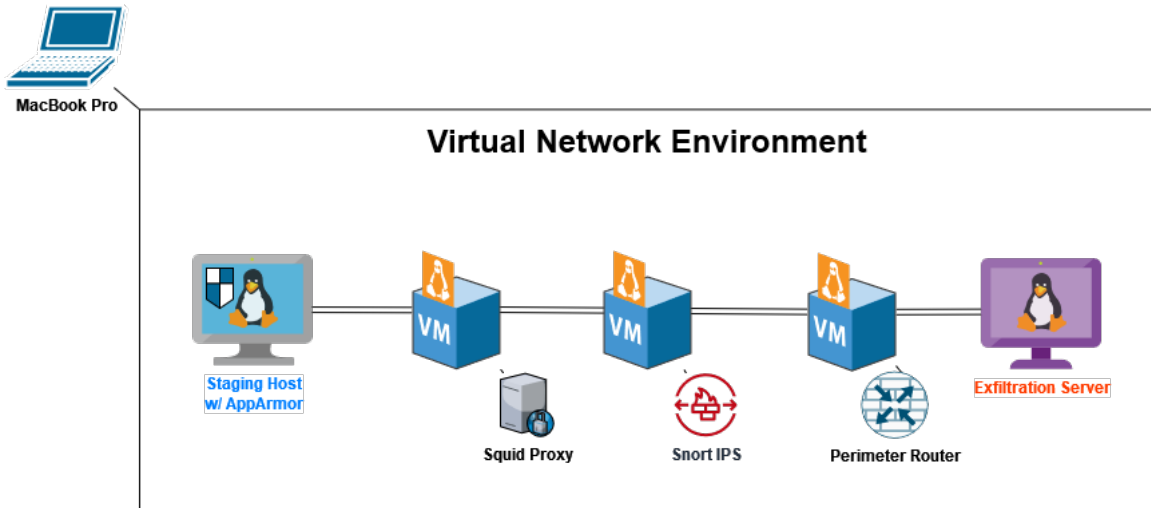 MacBook Pro
Virtual Network Environment
VM
VM
VM
Staging Host
w/ AppArmor
Exfiltration Server
Squid Proxy
Snort IPS
Perimeter Router